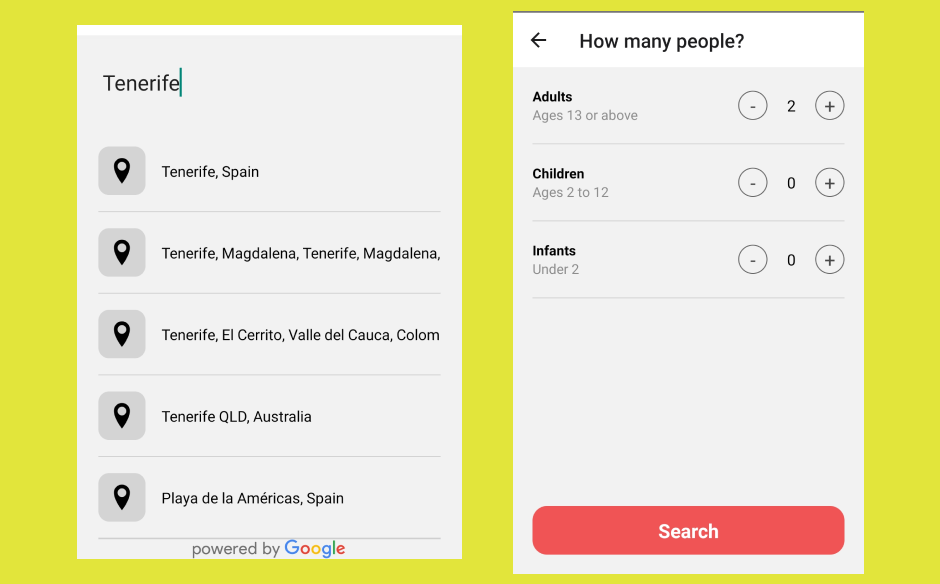 Tenerife
Tenerife, Spain
Tenerife, Magdalena, Tenerife, Magdalena,
Tenerife, El Cerrito, Valle del Cauca, Colom
Tenerife QLD, Australia
Playa de la Américas, Spain
powered by Google
How many people?
Adults
Ages 13 or above
- 2 +
Children
Ages 2 to 12
- 0 +
Infants
Under 2
- 0 +
Search